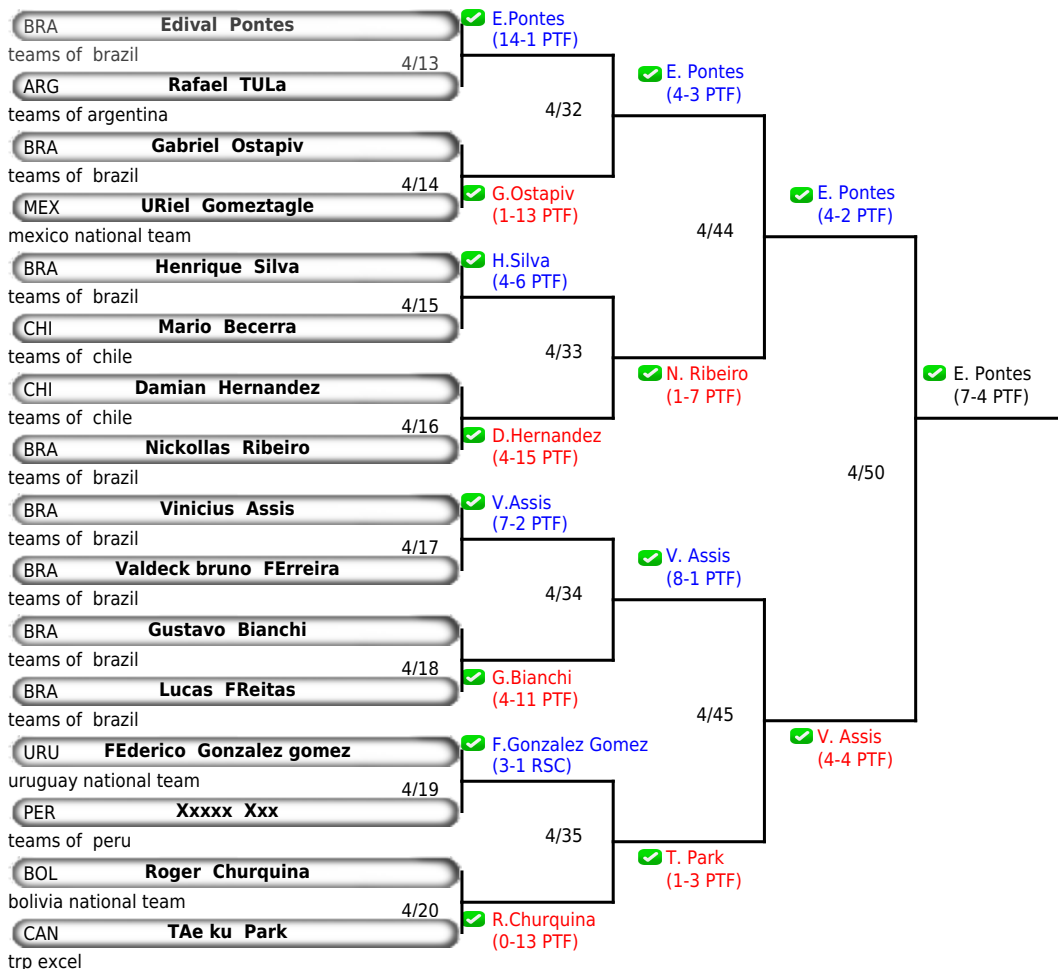 BRA Edival Pontes
teams of brazil
4/13
ARG Rafael TULa
teams of argentina
BRA Gabriel Ostapiv
teams of brazil
4/14
MEX URiel Gomeztagle
mexico national team
BRA Henrique Silva
teams of brazil
4/15
CHI Mario Becerra
teams of chile
CHI Damian Hernandez
teams of chile
4/16
BRA Nickollas Ribeiro
teams of brazil
BRA Vinicius Assis
teams of brazil
4/17
BRA Valdeck bruno FErreira
teams of brazil
BRA Gustavo Bianchi
teams of brazil
4/18
BRA Lucas FReitas
teams of brazil
URU FEderico Gonzalez gomez
uruguay national team
4/19
PER Xxxxx Xxx
teams of peru
BOL Roger Churquina
bolivia national team
4/20
CAN TAe ku Park
trp excel
E.Pontes
(14-1 PTF)
4/32
G.Ostapiv
(1-13 PTF)
H.Silva
(4-6 PTF)
4/33
D.Hernandez
(4-15 PTF)
V.Assis
(7-2 PTF)
4/34
G.Bianchi
(4-11 PTF)
F.Gonzalez Gomez
(3-1 RSC)
4/35
R.Churquina
(0-13 PTF)
E. Pontes
(4-3 PTF)
4/44
N. Ribeiro
(1-7 PTF)
V. Assis
(8-1 PTF)
4/45
T. Park
(1-3 PTF)
E. Pontes
(4-2 PTF)
4/50
V. Assis
(4-4 PTF)
E. Pontes
(7-4 PTF)